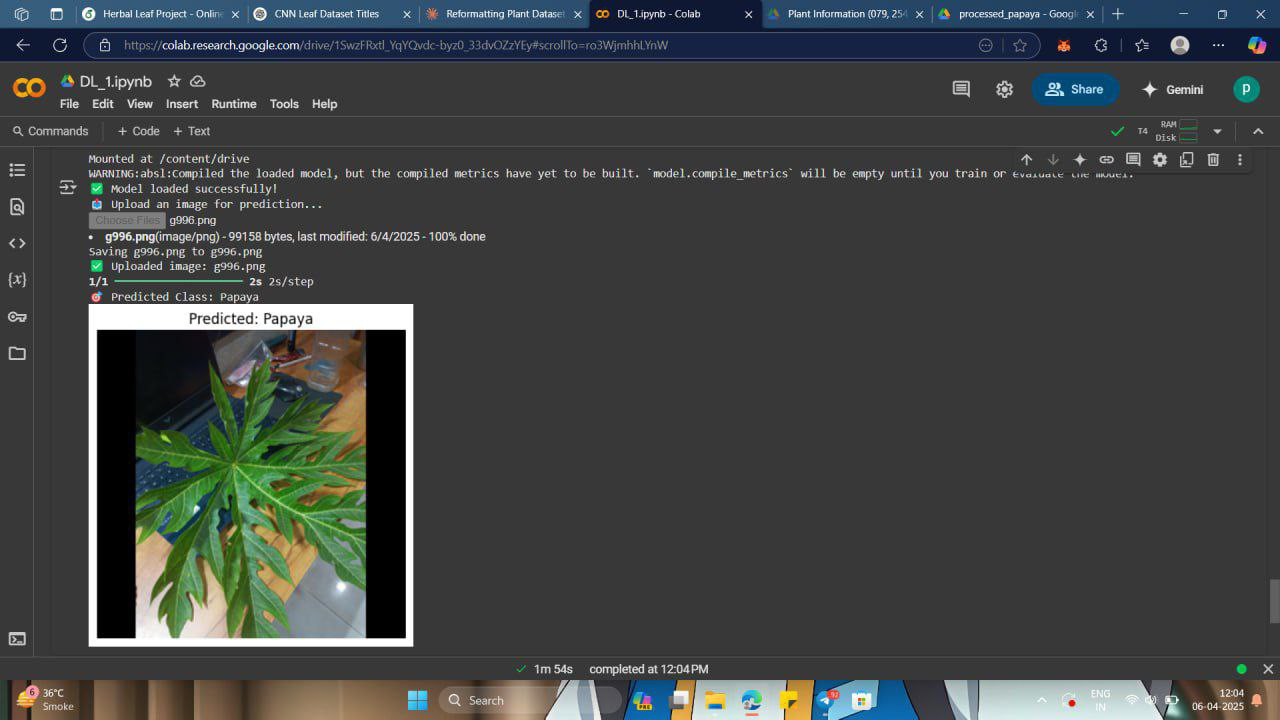 Herbal Leaf Project - Online
CNN Leaf Dataset Titles
Reformatting Plant Dataset
DL_1.ipynb - Colab
Plant Information (079, 254
processed_papaya - Google
https://colab.research.google.com/drive/1SwzFRxtl_YqYQvdc-byz0_33dvOZzYEy#scrollTo=ro3WjmhhLYnW
DL_1.ipynb
File Edit View Insert Runtime Tools Help
Share
Gemini
P
Commands + Code + Text
T4
RAM
Disk
Mounted at /content/drive
WARNING:absl:Compiled the loaded model, but the compiled metrics have yet to be built. `model.compile_metrics` will be empty until you train or evaluate the model.
✅ Model loaded successfully!
📤 Upload an image for prediction...
Choose Files g996.png
• g996.png(image/png) - 99158 bytes, last modified: 6/4/2025 - 100% done
Saving g996.png to g996.png
✅ Uploaded image: g996.png
1/1 2s 2s/step
🎯 Predicted Class: Papaya
Predicted: Papaya
1m 54s completed at 12:04 PM
6
36°C
Smoke
Search
PRE
92
ENG
IN
12:04
06-04-2025